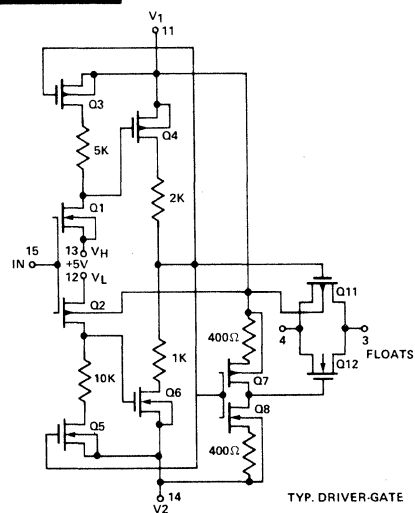 V1
11
Q3
Q4
5K
2K
Q1
15
IN
13 VH
+5V
12 VL
Q2
Q11
4
3
FLOATS
Q12
400Ω
Q7
1K
10K
Q6
Q8
Q5
400Ω
14
V2
TYP. DRIVER-GATE